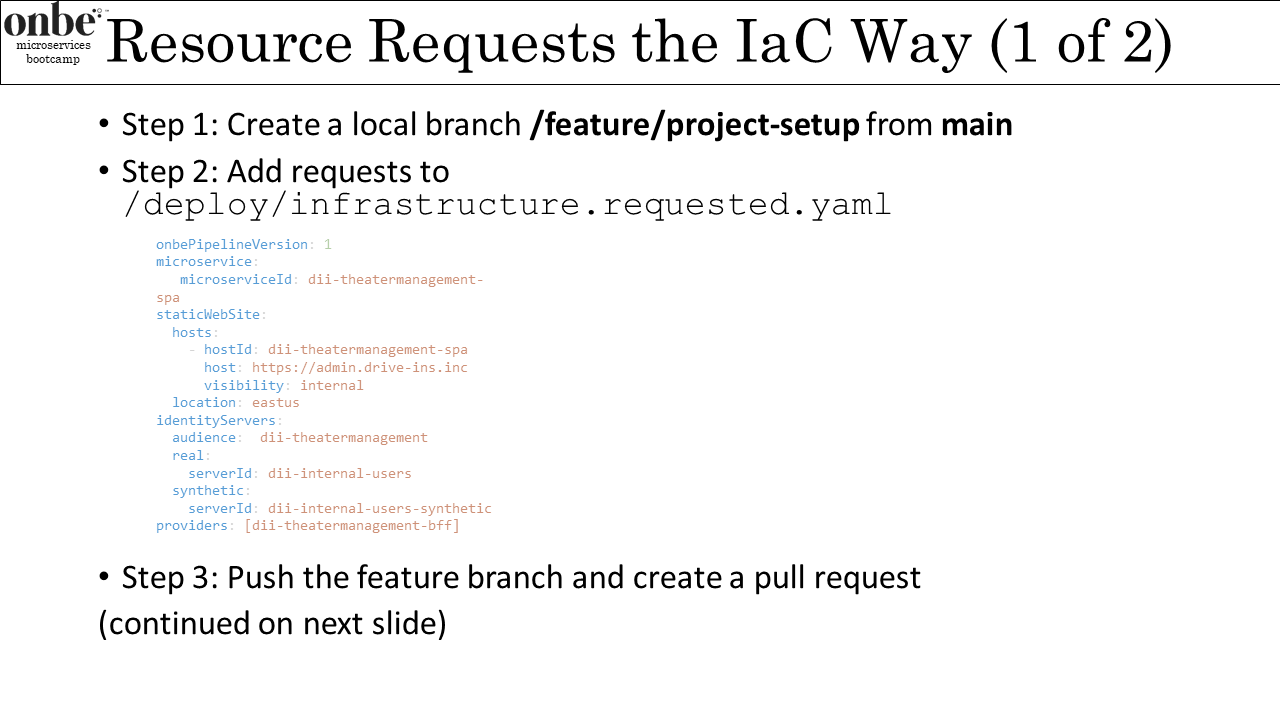 onbe
microservices
bootcamp
Resource Requests the IaC Way (1 of 2)
• Step 1: Create a local branch /feature/project-setup from main
• Step 2: Add requests to
/deploy/infrastructure.requested.yaml
onbePipelineVersion: 1
microservice:
   microserviceId: dii-theatermanagement-
spa
staticWebSite:
  hosts:
    - hostId: dii-theatermanagement-spa
      host: https://admin.drive-ins.inc
      visibility: internal
  location: eastus
identityServers:
  audience:  dii-theatermanagement
  real:
    serverId: dii-internal-users
  synthetic:
    serverId: dii-internal-users-synthetic
providers: [dii-theatermanagement-bff]
• Step 3: Push the feature branch and create a pull request
(continued on next slide)